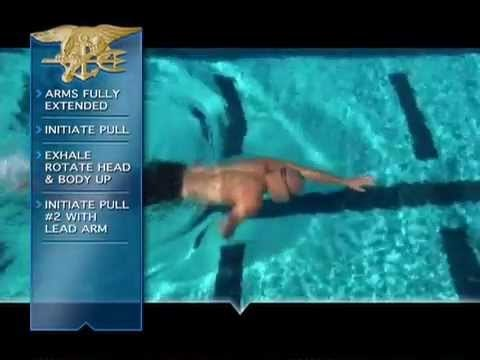 ARMS FULLY
EXTENDED
INITIATE PULL
EXHALE
ROTATE HEAD
& BODY UP
INITIATE PULL
#2 WITH
LEAD ARM